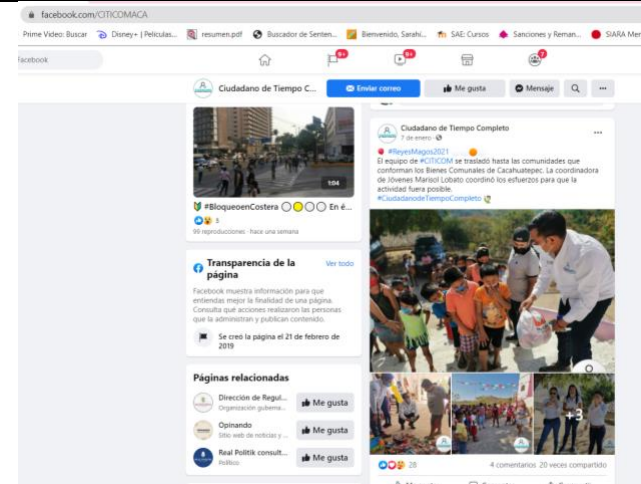 facebook.com/CITICOMACA
Prime Video: Buscar
Disney+ | Películas...
resumen.pdf
Buscador de Senten...
Bienvenido, Sarahi...
SAE: Cursos
Sanciones y Reman...
SIARA Mer
Facebook
9+
9+
7
Ciudadano de Tiempo C...
Enviar correo
Me gusta
Mensaje
1:04
#BloqueoenCostera
En é...
3
99 reproducciones · hace una semana
Transparencia de la
página
Ver todo
Facebook muestra información para que
entiendas mejor la finalidad de una página.
Consulta qué acciones realizaron las personas
que la administran y publican contenido.
Se creó la página el 21 de febrero de
2019
Páginas relacionadas
Dirección de Regul...
Organización guberna...
Me gusta
Opinando
Sitio web de noticias y ...
Me gusta
Real Politik consult...
Político
Me gusta
Ciudadano de Tiempo Completo
7 de enero ·
#ReyesMagos2021
El equipo de #CITICOM se trasladó hasta las comunidades que
conforman los Bienes Comunales de Cacahuatepec. La coordinadora
de Jóvenes Marisol Lobato coordinó los esfuerzos para que la
actividad fuera posible.
#CiudadanodeTiempoCompleto
+3
28
4 comentarios 20 veces compartido